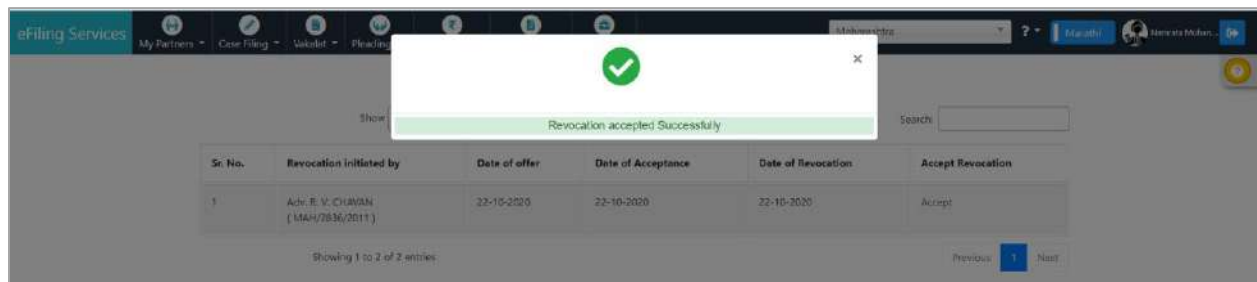 eFiling Services
My Partners
Case Filing
Vakalat
Pleading
Maharashtra
? 
Marathi
Revocation accepted Successfully
Show
Search:
Sr. No. Revocation initiated by Date of offer Date of Acceptance Date of Revocation Accept Revocation
1 Adv. B. V. CHAVAN 22-10-2020 22-10-2020 22-10-2020 Accept
( MAH/2836/2011 )
Showing 1 to 2 of 2 entries
Previous 1 Next